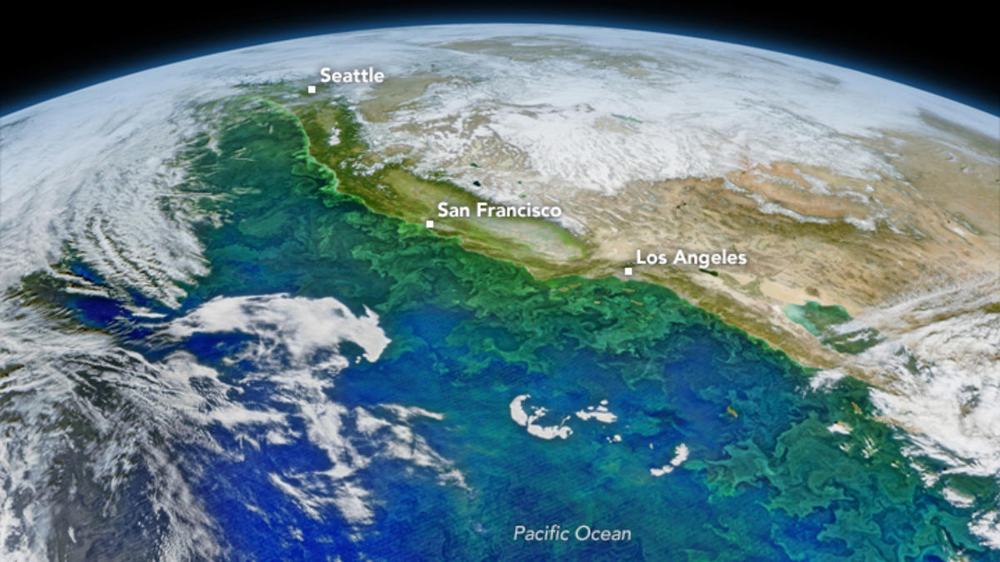 Seattle
San Francisco
Los Angeles
Pacific Ocean